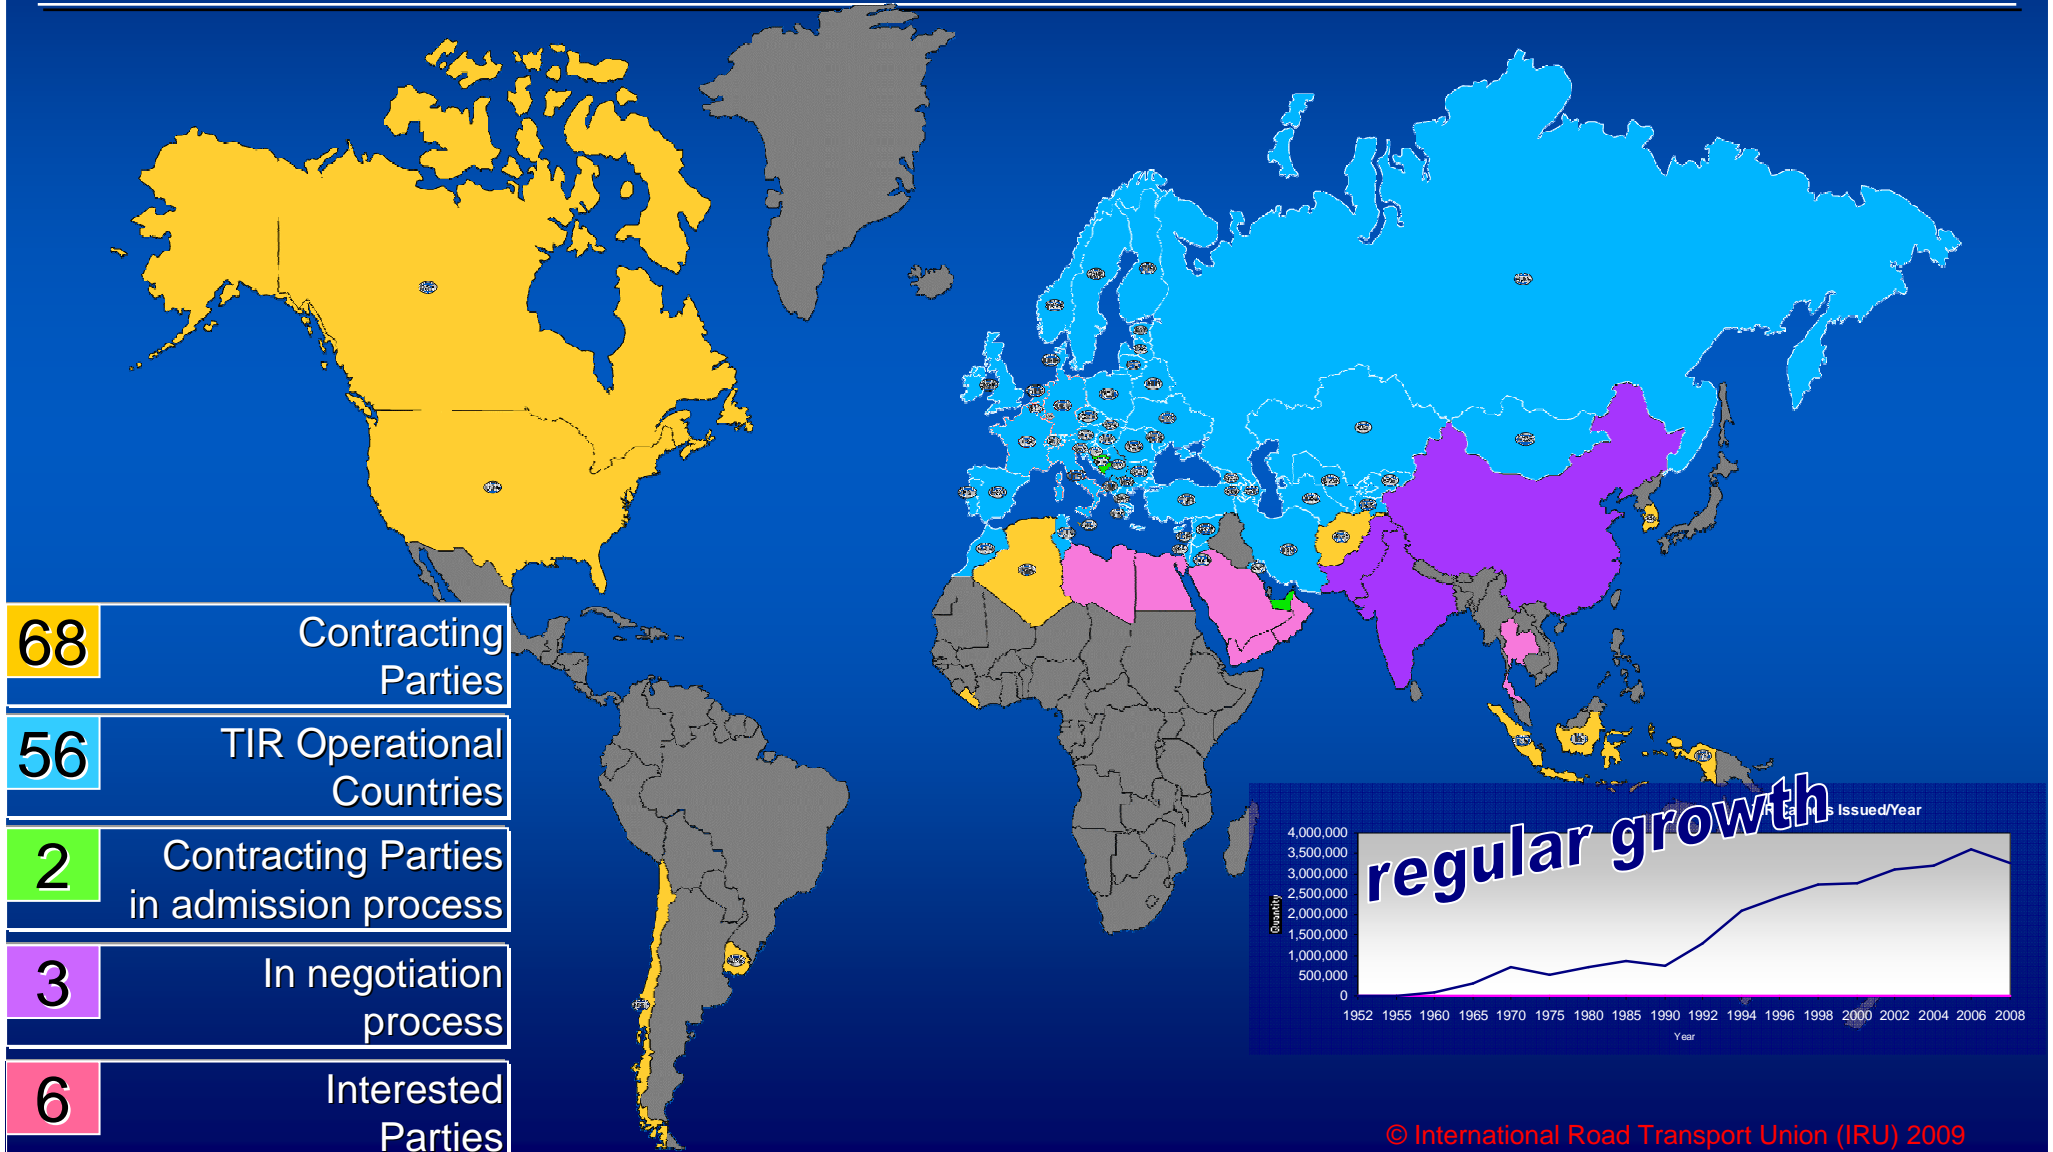 68
Contracting
Parties
56
TIR Operational
Countries
2
Contracting Parties
in admission process
3
In negotiation
process
6
Interested
Parties
regular growth
Issued/Year
Quantity
4,000,000
3,500,000
3,000,000
2,500,000
2,000,000
1,500,000
1,000,000
500,000
0
1952 1955 1960 1965 1970 1975 1980 1985 1990 1992 1994 1996 1998 2000 2002 2004 2006 2008
Year
© International Road Transport Union (IRU) 2009